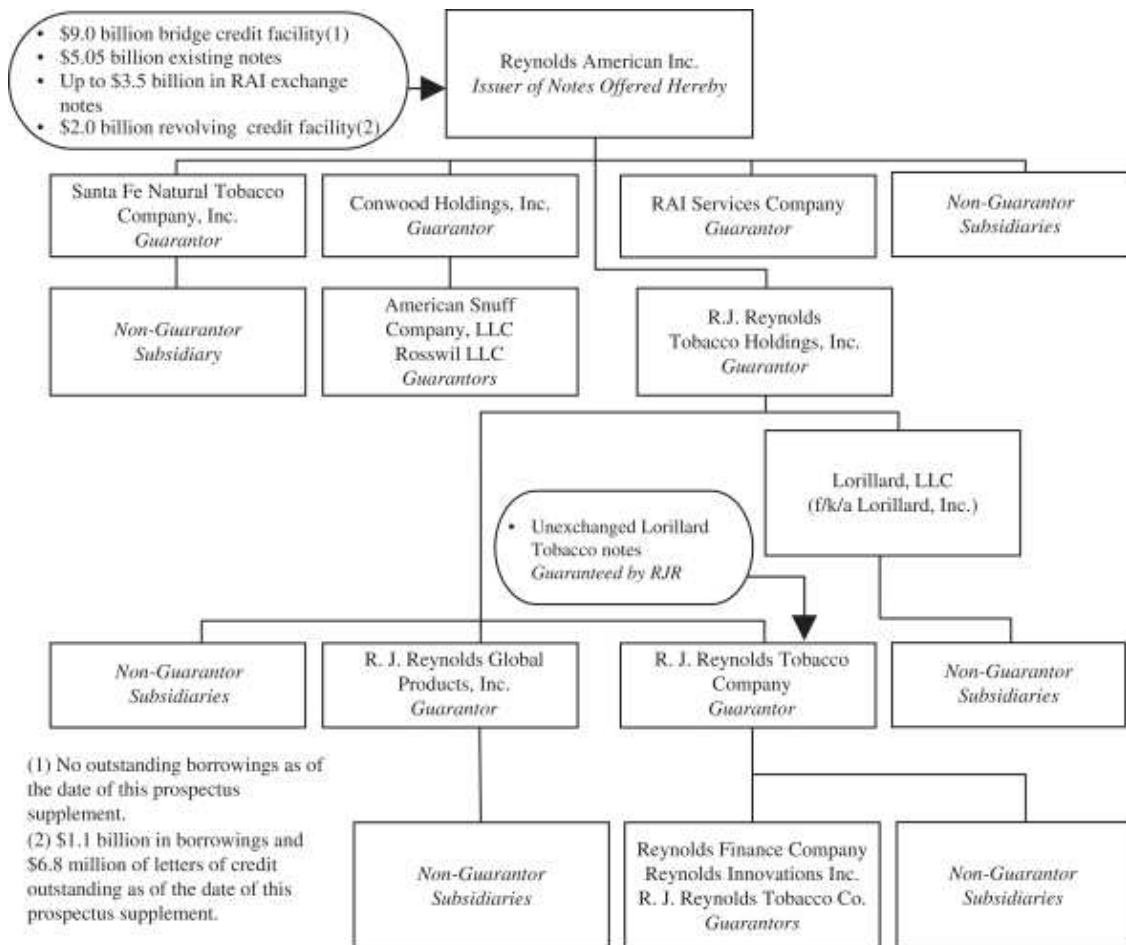 • $9.0 billion bridge credit facility(1)
• $5.05 billion existing notes
• Up to $3.5 billion in RAI exchange
notes
• $2.0 billion revolving credit facility(2)
Reynolds American Inc.
Issuer of Notes Offered Hereby
Santa Fe Natural Tobacco
Company, Inc.
Guarantor
Conwood Holdings, Inc.
Guarantor
RAI Services Company
Guarantor
Non-Guarantor
Subsidiaries
Non-Guarantor
Subsidiary
American Snuff
Company, LLC
Rosswil LLC
Guarantors
R.J. Reynolds
Tobacco Holdings, Inc.
Guarantor
Lorillard, LLC
(f/k/a Lorillard, Inc.)
• Unexchanged Lorillard
Tobacco notes
Guaranteed by RJR
Non-Guarantor
Subsidiaries
R. J. Reynolds Global
Products, Inc.
Guarantor
R. J. Reynolds Tobacco
Company
Guarantor
Non-Guarantor
Subsidiaries
(1) No outstanding borrowings as of
the date of this prospectus
supplement.
(2) $1.1 billion in borrowings and
$6.8 million of letters of credit
outstanding as of the date of this
prospectus supplement.
Non-Guarantor
Subsidiaries
Reynolds Finance Company
Reynolds Innovations Inc.
R. J. Reynolds Tobacco Co.
Guarantors
Non-Guarantor
Subsidiaries